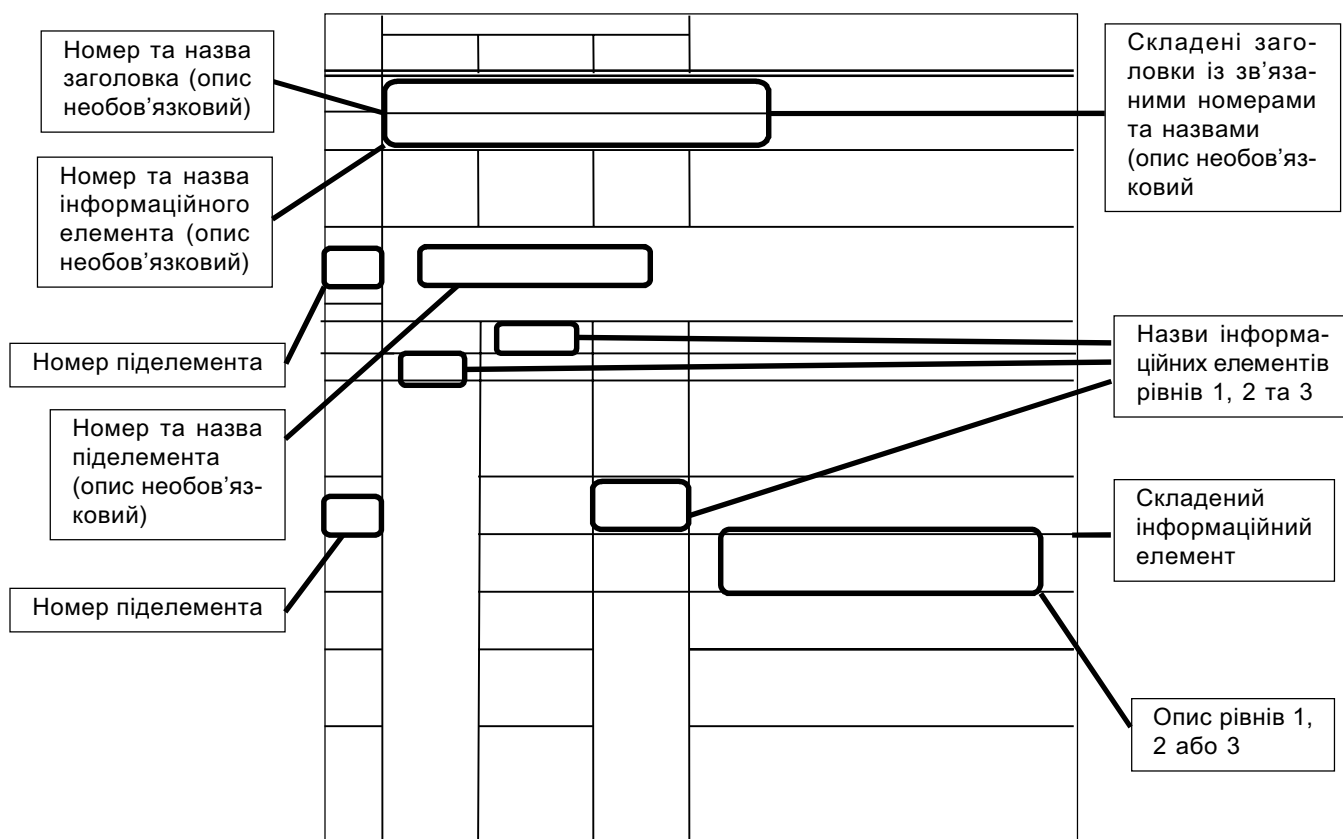 Номер та назва
заголовка (опис
необов'язковий)
Номер та назва
інформаційного
елемента (опис
необов'язковий)
Номер піделемента
Номер та назва
піделемента
(опис необов'яз-
ковий)
Номер піделемента
Складені заго-
ловки із зв'яза-
ними номерами
та назвами
(опис необов'яз-
ковий
Назви інформа-
ційних елементів
рівнів 1, 2 та 3
Складений
інформаційний
елемент
Опис рівнів 1,
2 або 3